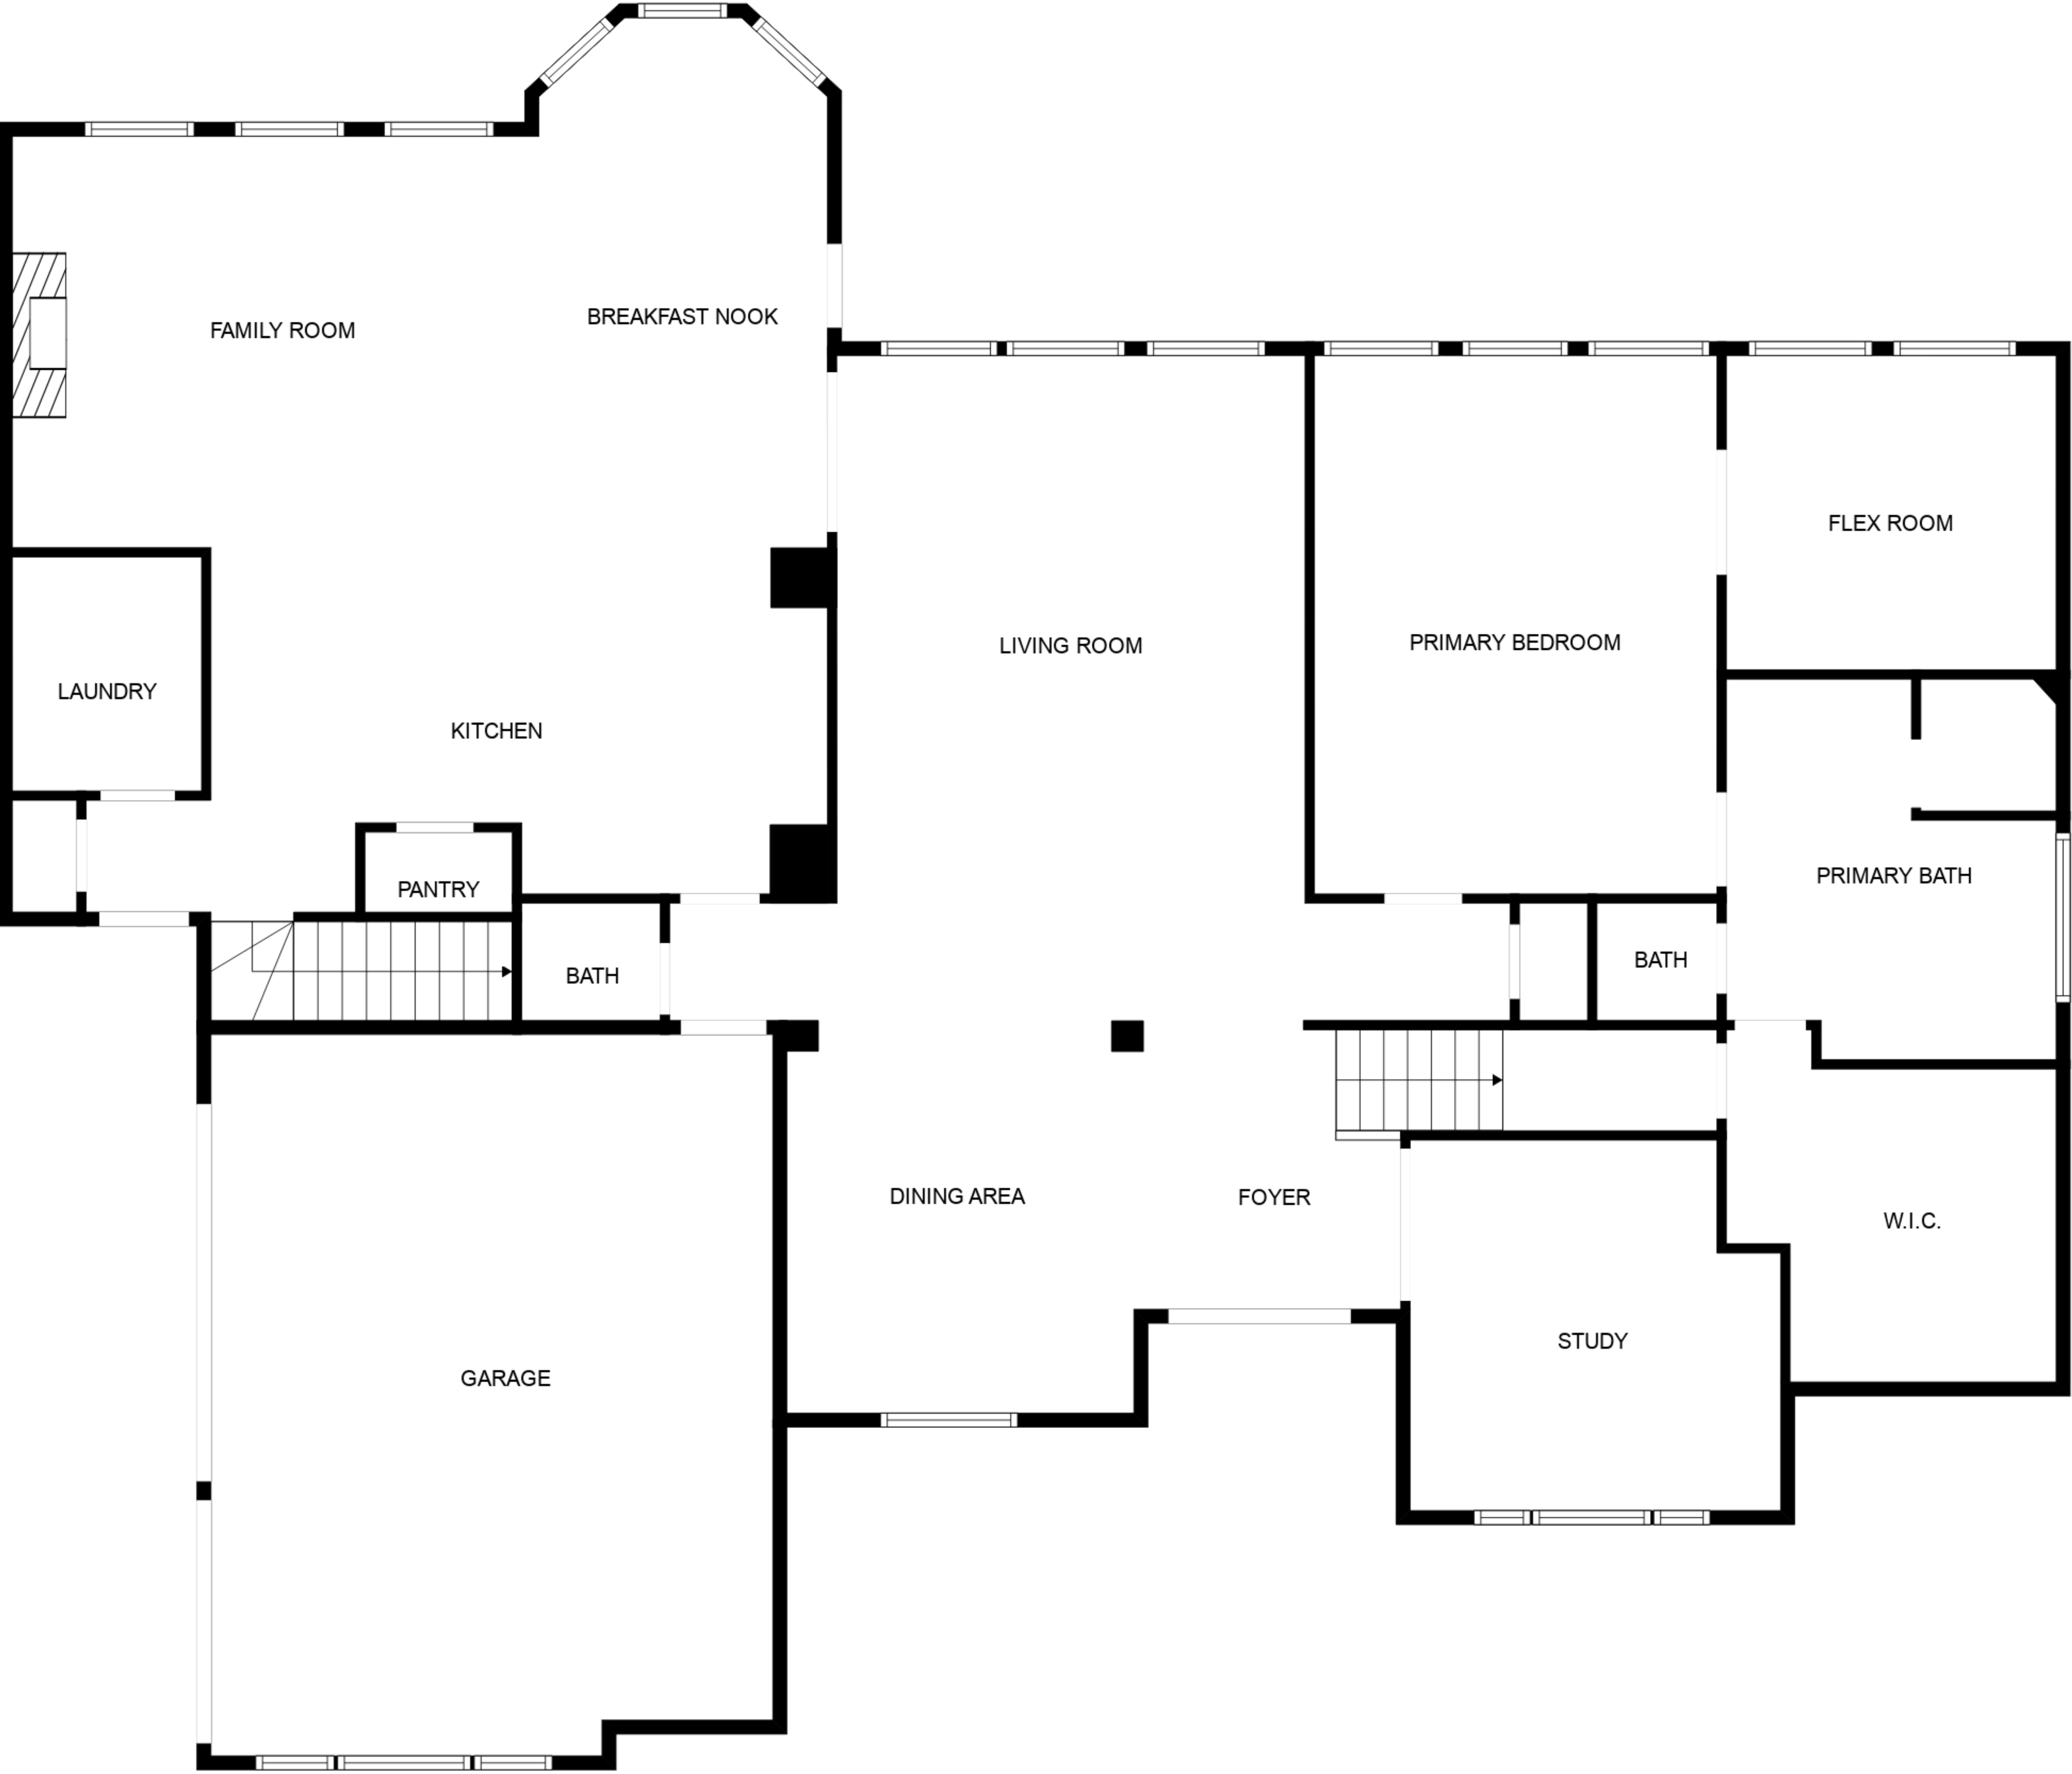 BREAKFAST NOOK
FAMILY ROOM
FLEX ROOM
LIVING ROOM
PRIMARY BEDROOM
LAUNDRY
KITCHEN
PRIMARY BATH
PANTRY
BATH
BATH
DINING AREA
FOYER
W.I.C.
STUDY
GARAGE